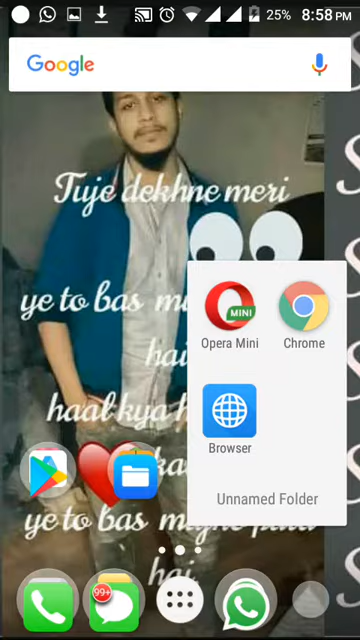 25% 8:58 PM
Google
Tuje dekhne meri
ye to bas
hai
MINI
Opera Mini
Chrome
haal kya h
Browser
Unnamed Folder
ye to bas mujhe pata
hai
99+